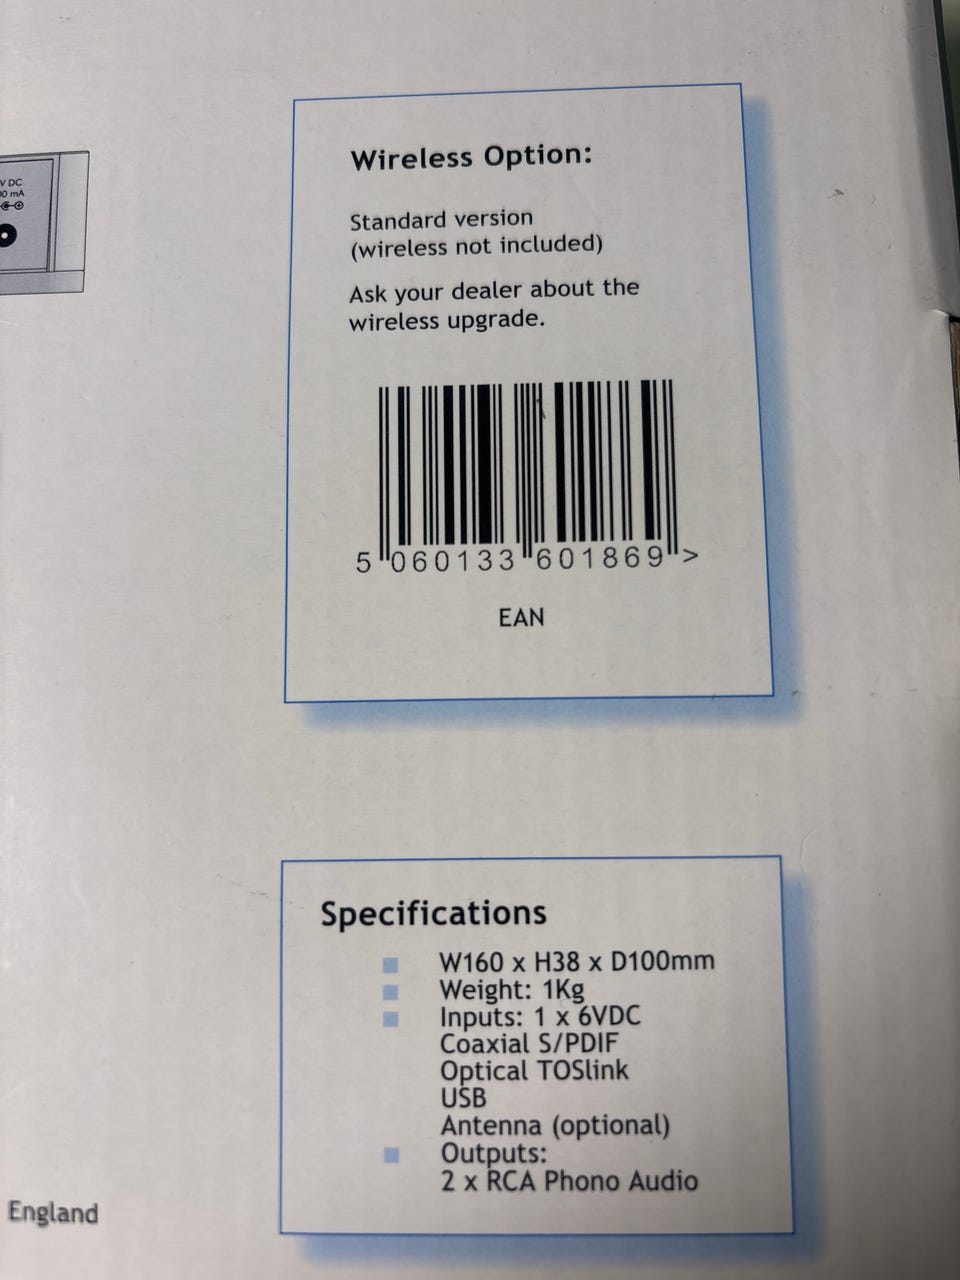 V DC
00 mA
Wireless Option:
Standard version
(wireless not included)
Ask your dealer about the
wireless upgrade.
5 060133 601869 >
EAN
Specifications
W160 x H38 x D100mm
Weight: 1Kg
Inputs: 1 x 6VDC
Coaxial S/PDIF
Optical TOSlink
USB
Antenna (optional)
Outputs:
2 x RCA Phono Audio
England